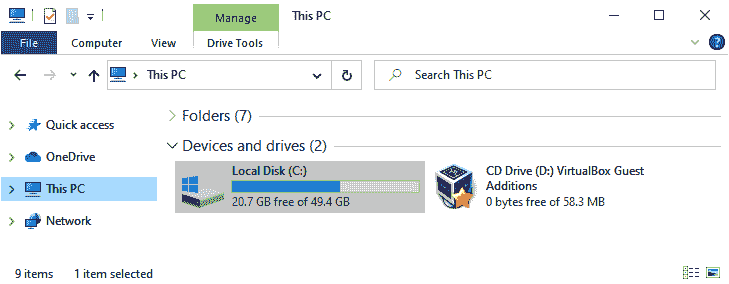 Manage
This PC
File
Computer
View
Drive Tools
This PC
Search This PC
Quick access
OneDrive
This PC
Network
Folders (7)
Devices and drives (2)
Local Disk (C:)
20.7 GB free of 49.4 GB
CD Drive (D:) VirtualBox Guest
Additions
0 bytes free of 58.3 MB
9 items
1 item selected